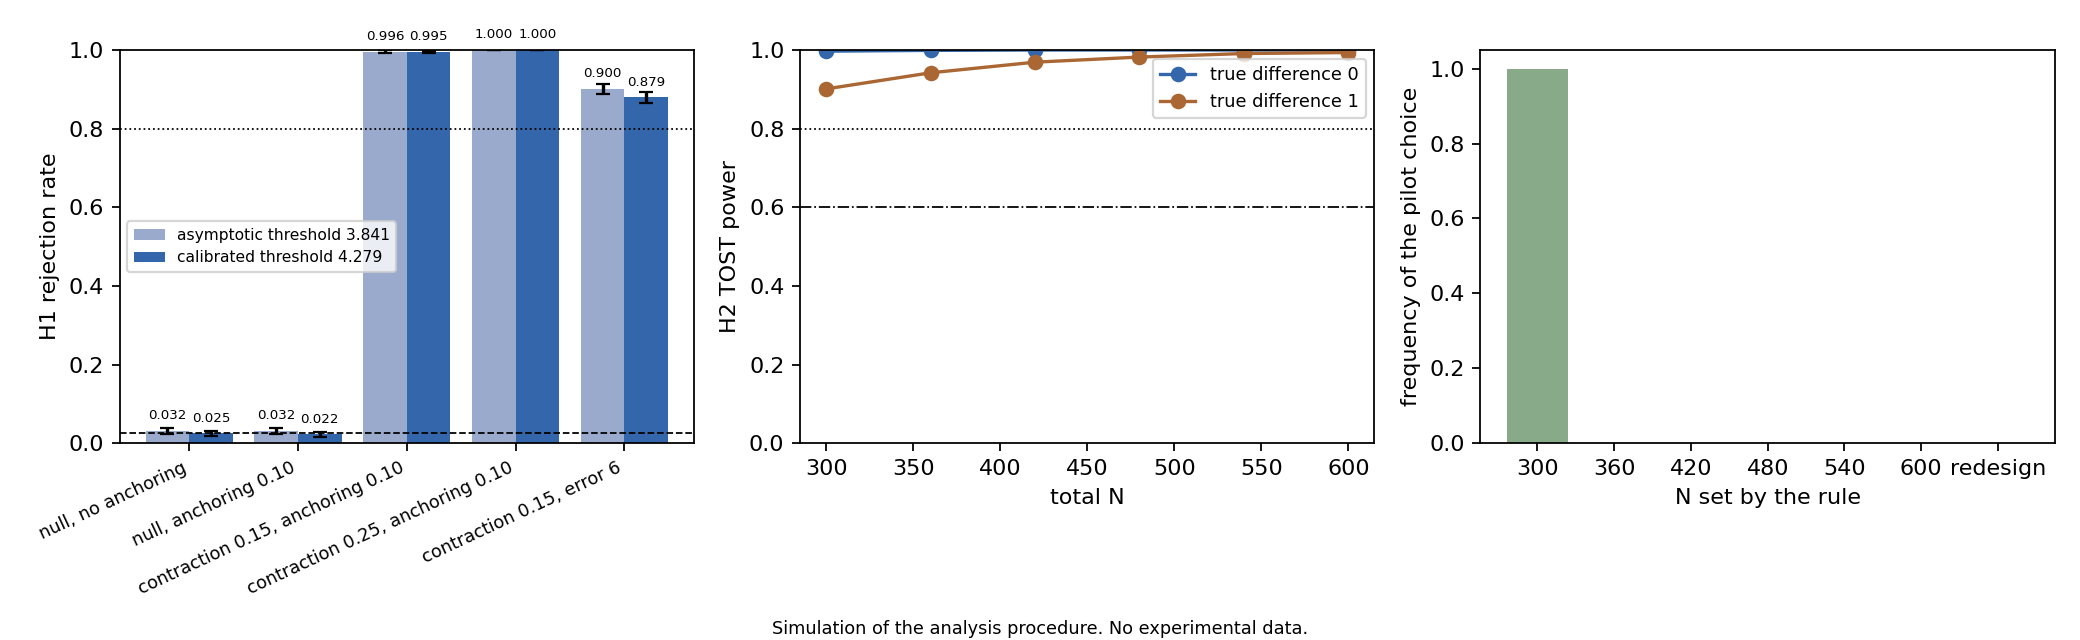 0.996 0.995
1.000 1.000
0.900
0.879
0.032 0.025
0.032 0.022
H1 rejection rate
1.0
0.8
0.6
0.4
0.2
0.0
asymptotic threshold 3.841
calibrated threshold 4.279
null, no anchoring
null, anchoring 0.10
contraction 0.15, anchoring 0.10
contraction 0.25, anchoring 0.10
contraction 0.15, error 6
H2 TOST power
1.0
0.8
0.6
0.4
0.2
0.0
true difference 0
true difference 1
300 350 400 450 500 550 600
total N
frequency of the pilot choice
1.0
0.8
0.6
0.4
0.2
0.0
300 360 420 480 540 600 redesign
N set by the rule
Simulation of the analysis procedure. No experimental data.